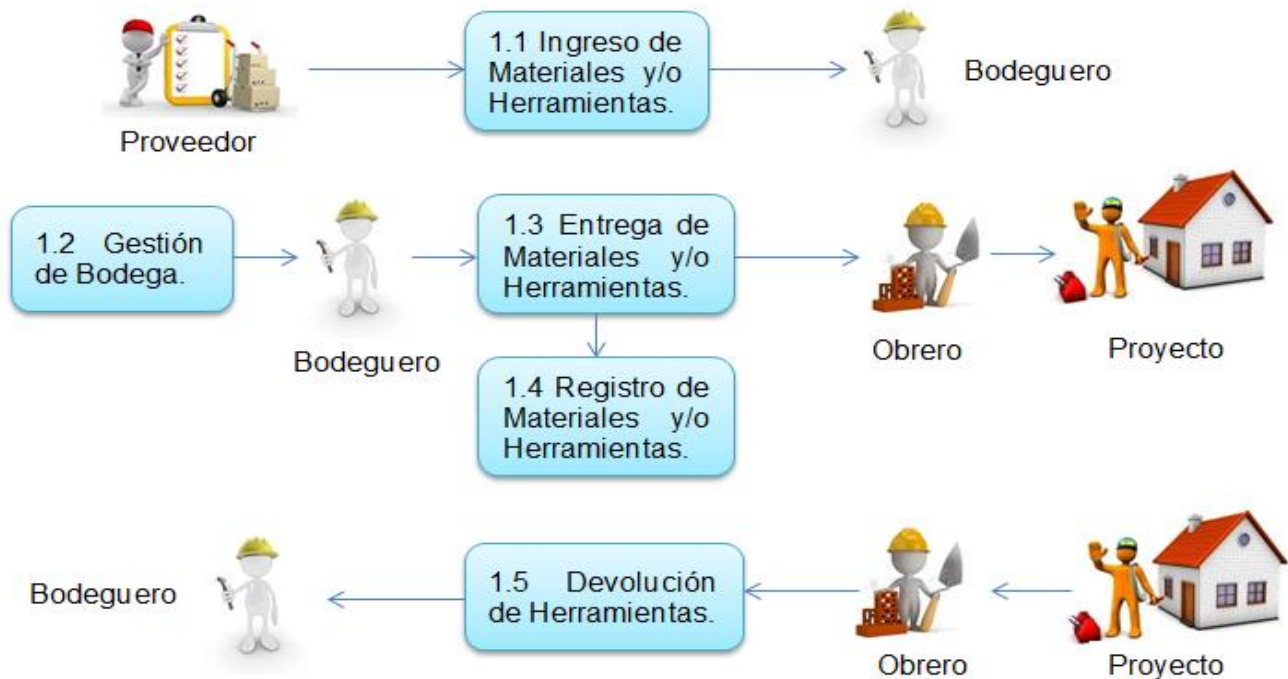 1.1 Ingreso de
Materiales y/o
Herramientas.
Bodeguero
Proveedor
1.2 Gestión
de Bodega.
Bodeguero
1.3 Entrega de
Materiales y/o
Herramientas.
Obrero
Proyecto
1.4 Registro de
Materiales y/o
Herramientas.
Bodeguero
1.5 Devolución
de Herramientas.
Obrero
Proyecto